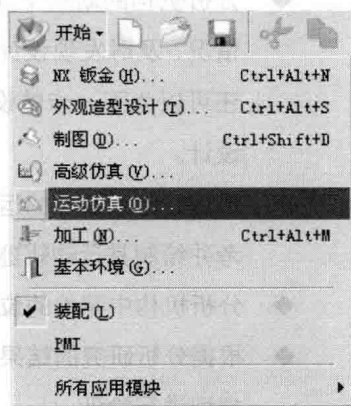 开始
NX 钣金(H)... Ctrl+Alt+N
外观造型设计(T)... Ctrl+Alt+S
制图(D)... Ctrl+Shift+D
高级仿真(V)...
运动仿真(O)...
加工(N)... Ctrl+Alt+M
基本环境(G)...
装配(L)
PMI
所有应用模块